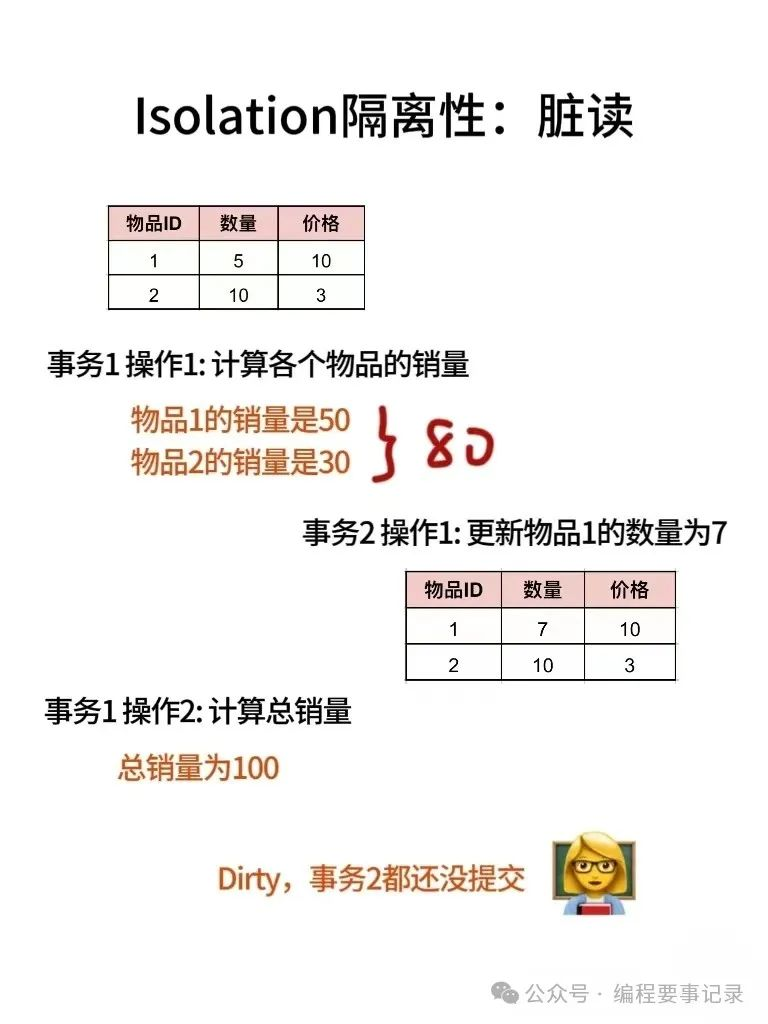 Isolation隔离性：脏读
物品ID 数量 价格
1 5 10
2 10 3
事务1 操作1: 计算各个物品的销量
物品1的销量是50
物品2的销量是30
80
事务2 操作1: 更新物品1的数量为7
物品ID 数量 价格
1 7 10
2 10 3
事务1 操作2: 计算总销量
总销量为100
Dirty，事务2都还没提交
公众号 · 编程要事记录